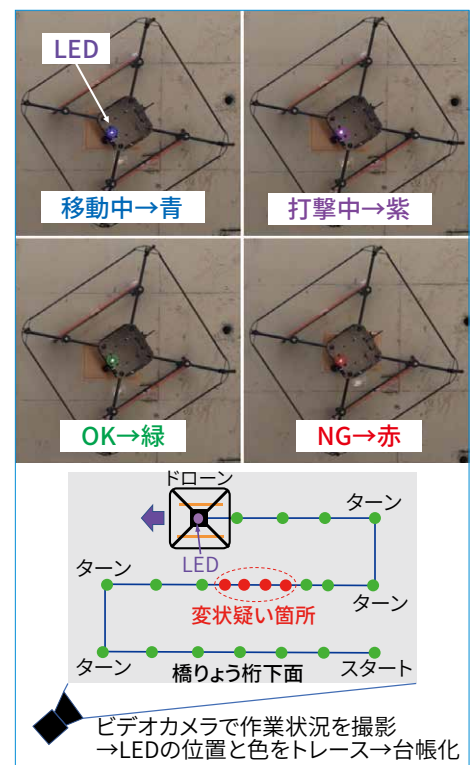 LED
移動中→青
打撃中→紫
OK→緑
NG→赤
ドローン
ターン
LED
ターン
変状疑い箇所
ターン
ターン
橋りょう桁下面
スタート
ビデオカメラで作業状況を撮影
→LEDの位置と色をトレース→台帳化